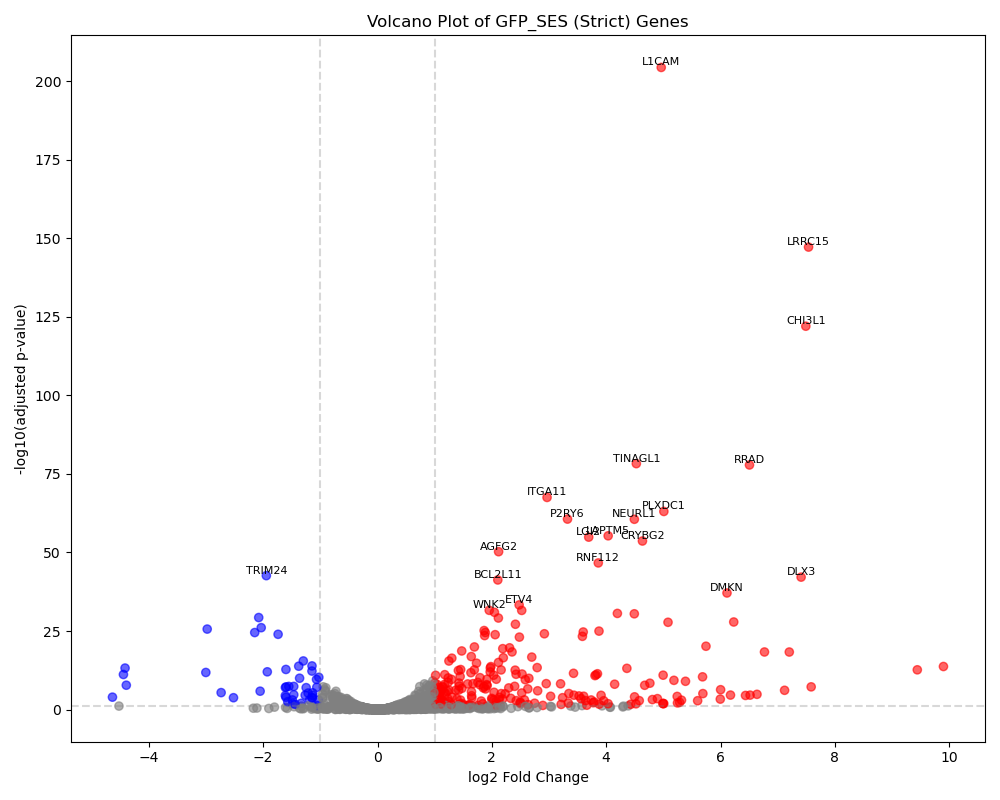 Volcano Plot of GFP_SES (Strict) Genes
L1CAM
LRRC15
CHI3L1
TINAGL1
RRAD
ITGA11
PLXDC1
P2RY6
NEURL1
LAPTM5
CRYBG2
AGFG2
RNF112
TRIM24
BCL2L11
DLX3
DMKN
ETV4
WNK2
-log10(adjusted p-value)
200
175
150
125
100
75
50
25
0
−4
−2
0
2
4
6
8
10
log2 Fold Change